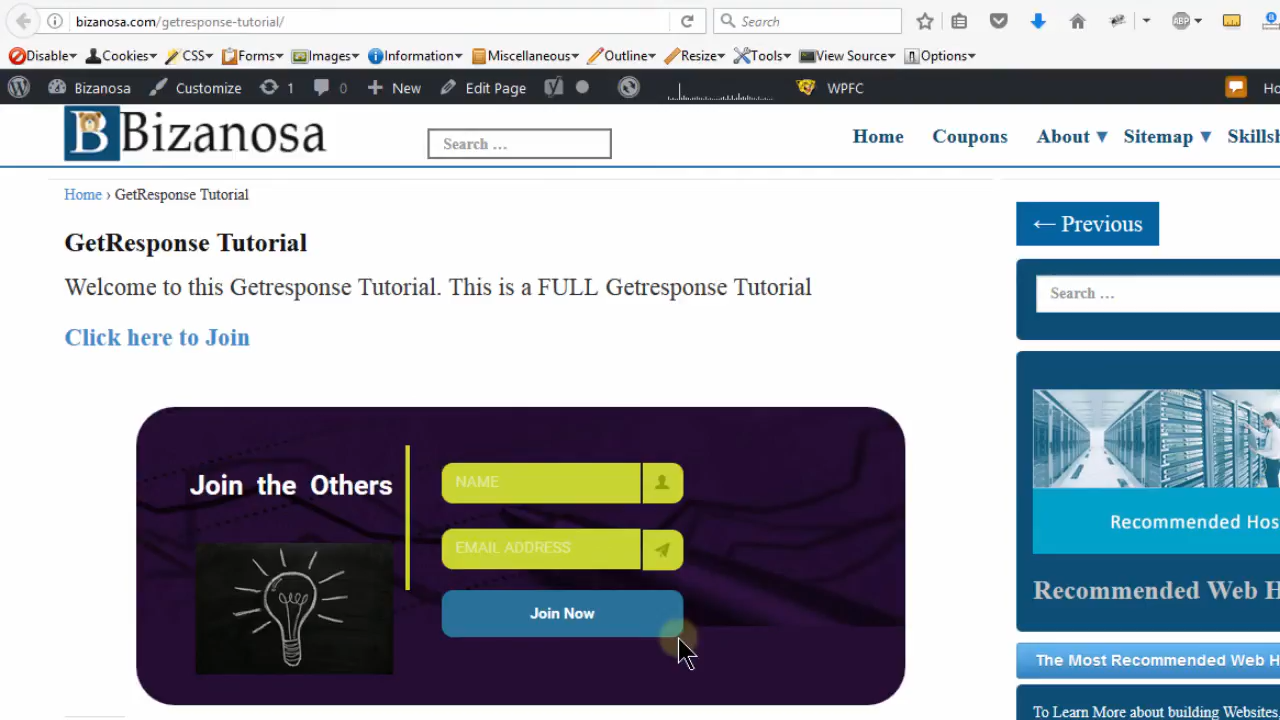 bizanosa.com/getresponse-tutorial/
Search
ABP
Disable Cookies CSS Forms Images Information Miscellaneous Outline Resize Tools View Source Options
Bizanosa Customize 1 0 New Edit Page WPFC
B Bizanosa
Search ...
Home Coupons About Sitemap
Home › GetResponse Tutorial
GetResponse Tutorial
Welcome to this Getresponse Tutorial. This is a FULL Getresponse Tutorial
Click here to Join
Join the Others
NAME
EMAIL ADDRESS
Join Now
← Previous
Search ...
Recommended
Recommended Web
The Most Recommended Web
To Learn More about building Websites